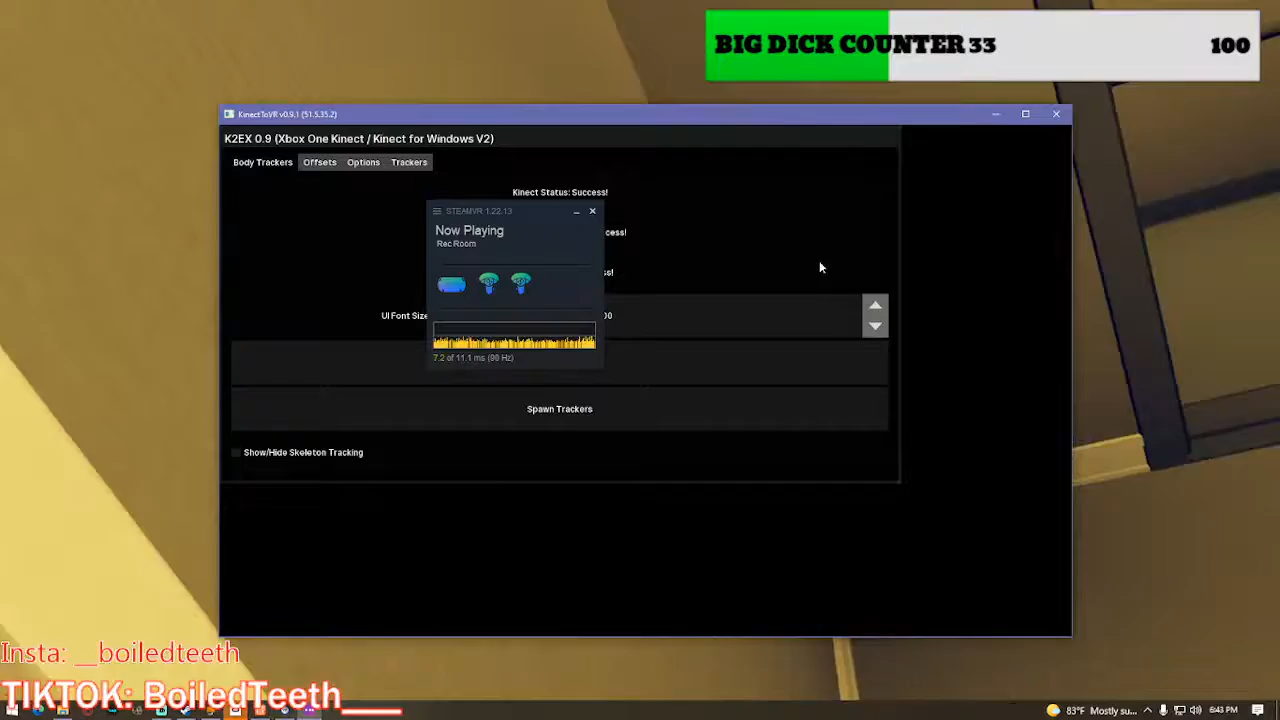 BIG DICK COUNTER 33
100
KinectToVR v0.9.1 (51.5.35.2)
K2EX 0.9 (Xbox One Kinect / Kinect for Windows V2)
Body Trackers Offsets Options Trackers
Kinect Status: Success!
STEAMVR 1.22.13
Now Playing
Rec Room
cess!
ss!
UI Font Size
00
7.2 of 11.1 ms (90 Hz)
Spawn Trackers
Show/Hide Skeleton Tracking
Insta: __boiledteeth
TIKTOK: BoiledTeeth____
83°F Mostly su...
6:43 PM